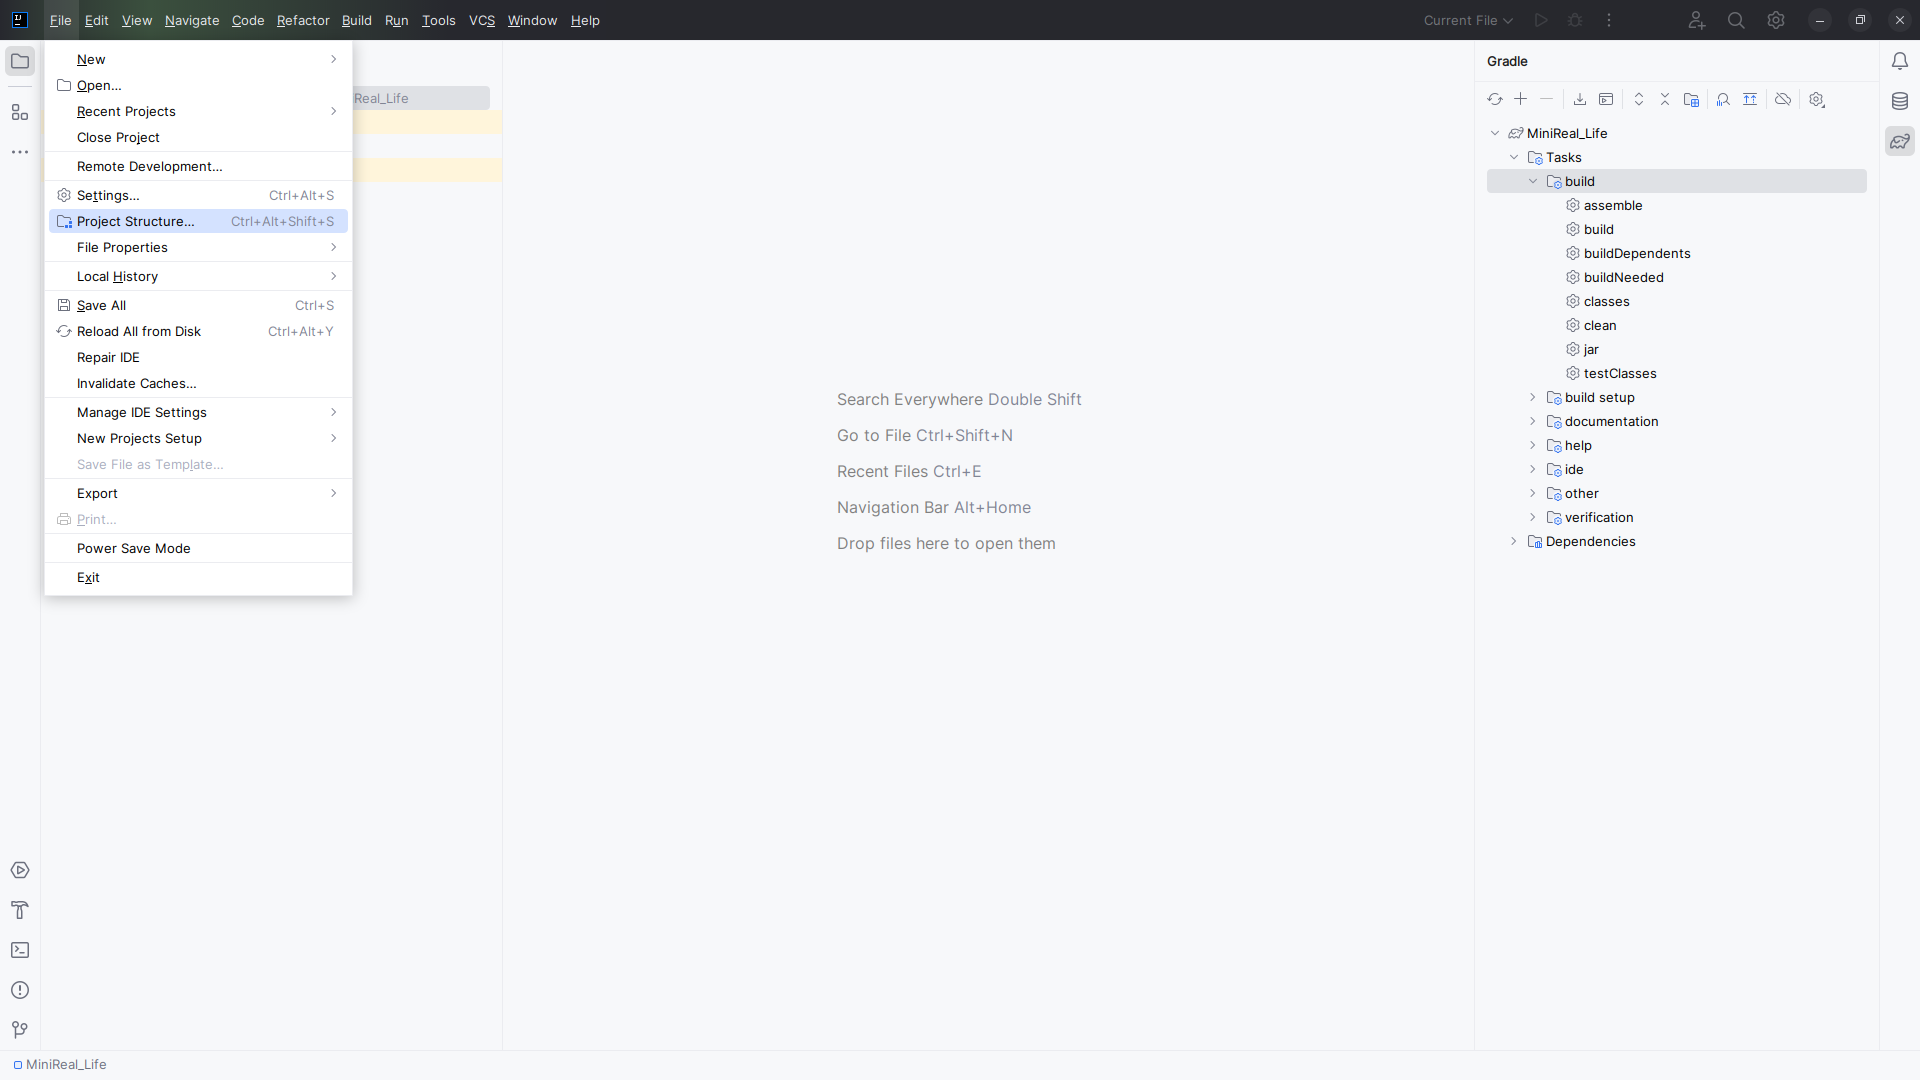 File Edit View Navigate Code Refactor Build Run Tools VCS Window Help Current File
New
Open...
Recent Projects
Close Project
Remote Development...
Settings... Ctrl+Alt+S
Project Structure... Ctrl+Alt+Shift+S
File Properties
Local History
Save All Ctrl+S
Reload All from Disk Ctrl+Alt+Y
Repair IDE
Invalidate Caches...
Manage IDE Settings
New Projects Setup
Save File as Template...
Export
Print...
Power Save Mode
Exit
Real_Life
Search Everywhere Double Shift
Go to File Ctrl+Shift+N
Recent Files Ctrl+E
Navigation Bar Alt+Home
Drop files here to open them
Gradle
MiniReal_Life
Tasks
build
assemble
build
buildDependents
buildNeeded
classes
clean
jar
testClasses
build setup
documentation
help
ide
other
verification
Dependencies
MiniReal_Life